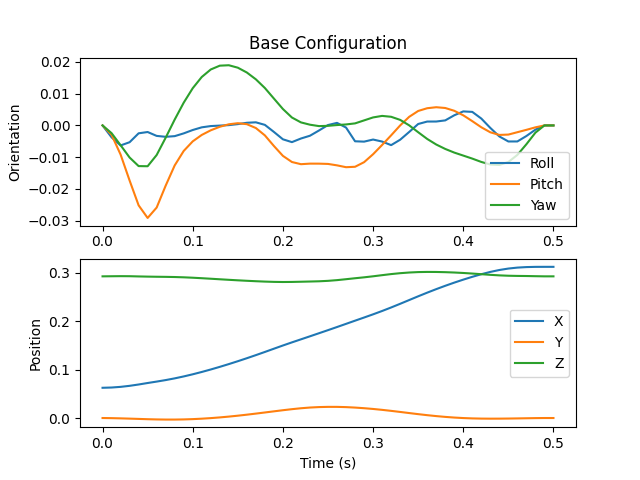 Base Configuration
0.02
0.01
0.00
−0.01
−0.02
−0.03
Orientation
Roll
Pitch
Yaw
0.0 0.1 0.2 0.3 0.4 0.5
0.3
0.2
0.1
0.0
Position
X
Y
Z
0.0 0.1 0.2 0.3 0.4 0.5
Time (s)